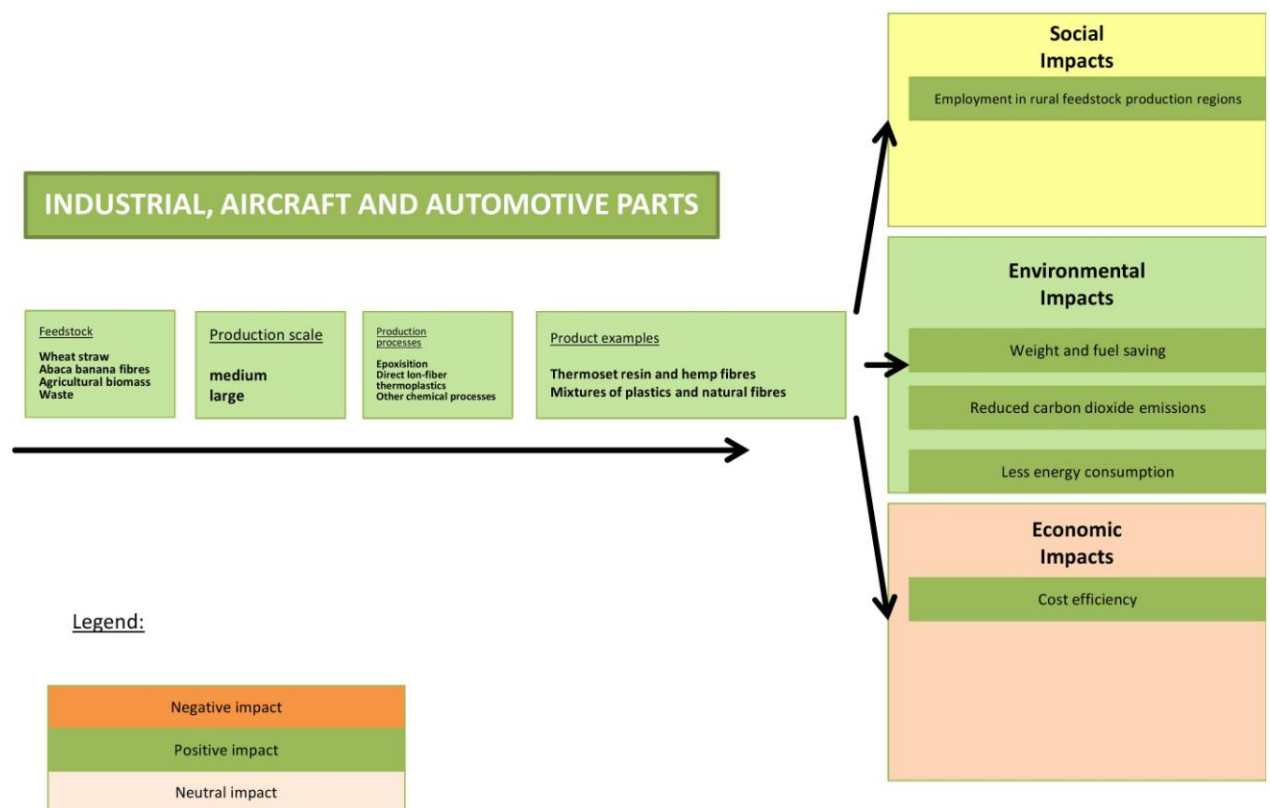 INDUSTRIAL, AIRCRAFT AND AUTOMOTIVE PARTS
Feedstock
Wheat straw
Abaca banana fibres
Agricultural biomass
Waste
Production scale
medium
large
Production
processes
Epoxisition
Direct lon-fiber
thermoplastics
Other chemical processes
Product examples
Thermoset resin and hemp fibres
Mixtures of plastics and natural fibres
Social
Impacts
Employment in rural feedstock production regions
Environmental
Impacts
Weight and fuel saving
Reduced carbon dioxide emissions
Less energy consumption
Economic
Impacts
Cost efficiency
Legend:
Negative impact
Positive impact
Neutral impact